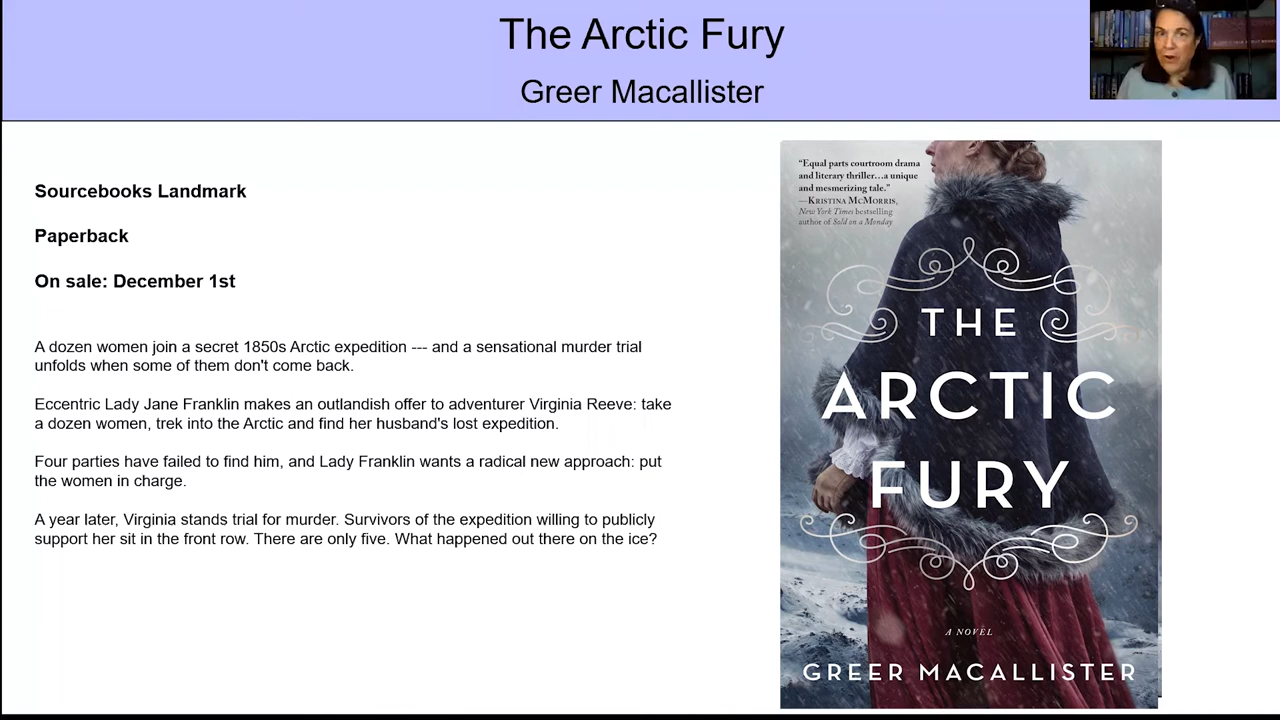 The Arctic Fury
Greer Macallister
Sourcebooks Landmark
Paperback
On sale: December 1st
A dozen women join a secret 1850s Arctic expedition --- and a sensational murder trial
unfolds when some of them don't come back.
Eccentric Lady Jane Franklin makes an outlandish offer to adventurer Virginia Reeve: take
a dozen women, trek into the Arctic and find her husband's lost expedition.
Four parties have failed to find him, and Lady Franklin wants a radical new approach: put
the women in charge.
A year later, Virginia stands trial for murder. Survivors of the expedition willing to publicly
support her sit in the front row. There are only five. What happened out there on the ice?
“Equal parts courtroom drama
and literary thriller…a unique
and mesmerizing tale.”
—KRISTINA MCMORRIS,
New York Times bestselling
author of Sold on a Monday
THE
ARCTIC
FURY
A NOVEL
GREER MACALLISTER